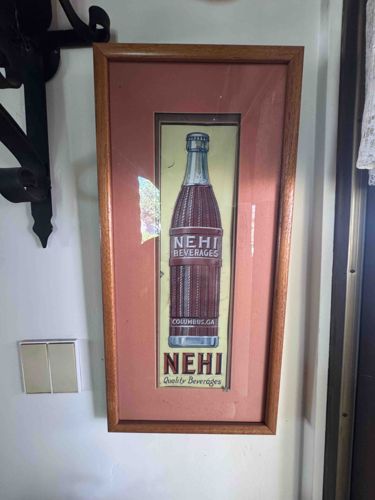 NEHI
BEVERAGES
COLUMBUS, GA
NEHI
Quality Beverages